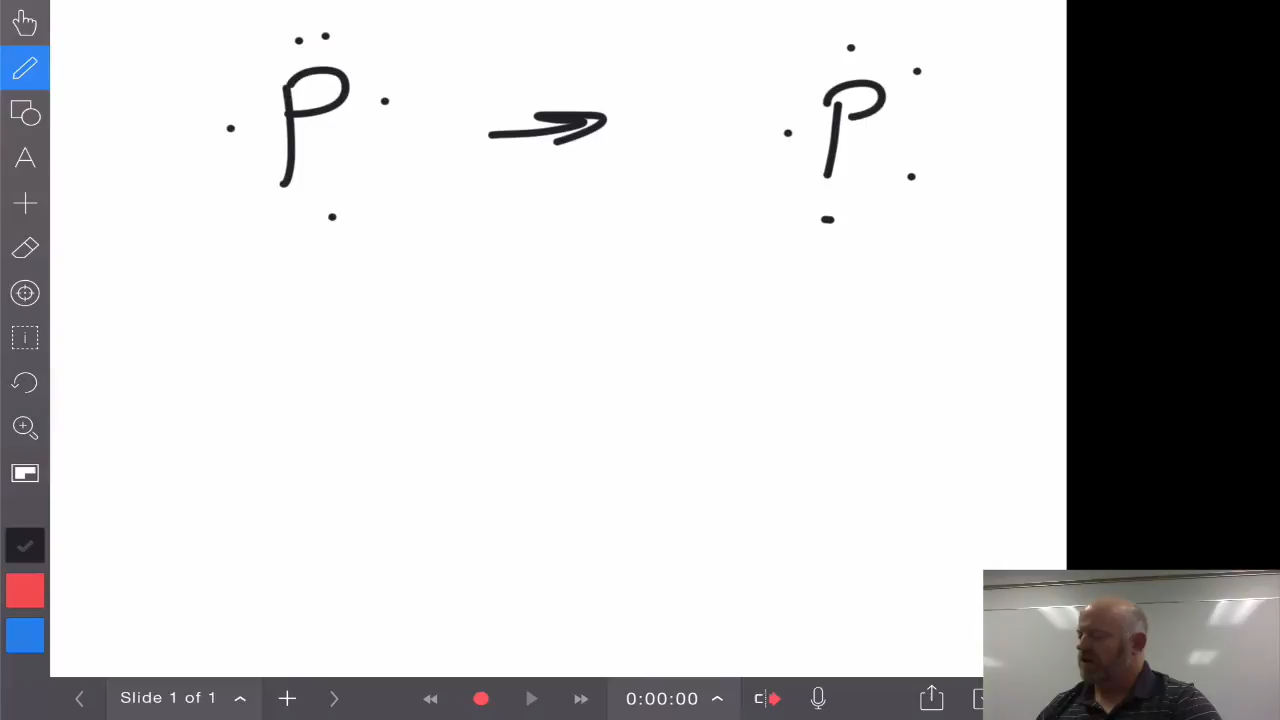 P → P
A
Slide 1 of 1
0:00:00